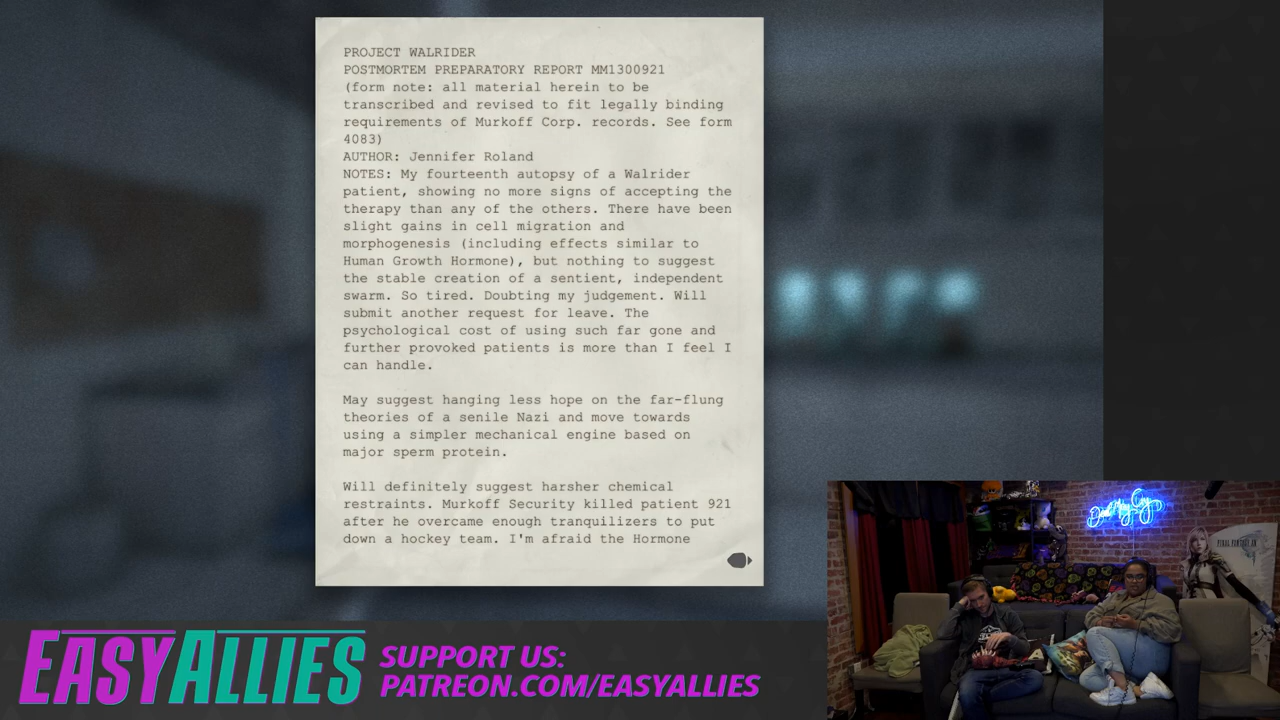 PROJECT WALRIDER
POSTMORTEM PREPARATORY REPORT MM1300921
(form note: all material herein to be
transcribed and revised to fit legally binding
requirements of Murkoff Corp. records. See form
4083)
AUTHOR: Jennifer Roland
NOTES: My fourteenth autopsy of a Walrider
patient, showing no more signs of accepting the
therapy than any of the others. There have been
slight gains in cell migration and
morphogenesis (including effects similar to
Human Growth Hormone), but nothing to suggest
the stable creation of a sentient, independent
swarm. So tired. Doubting my judgement. Will
submit another request for leave. The
psychological cost of using such far gone and
further provoked patients is more than I feel I
can handle.
May suggest hanging less hope on the far-flung
theories of a senile Nazi and move towards
using a simpler mechanical engine based on
major sperm protein.
Will definitely suggest harsher chemical
restraints. Murkoff Security killed patient 921
after he overcame enough tranquilizers to put
down a hockey team. I'm afraid the Hormone
Devil May Cry
FINAL FANTASY XIII
EASYALLIES
SUPPORT US:
PATREON.COM/EASYALLIES